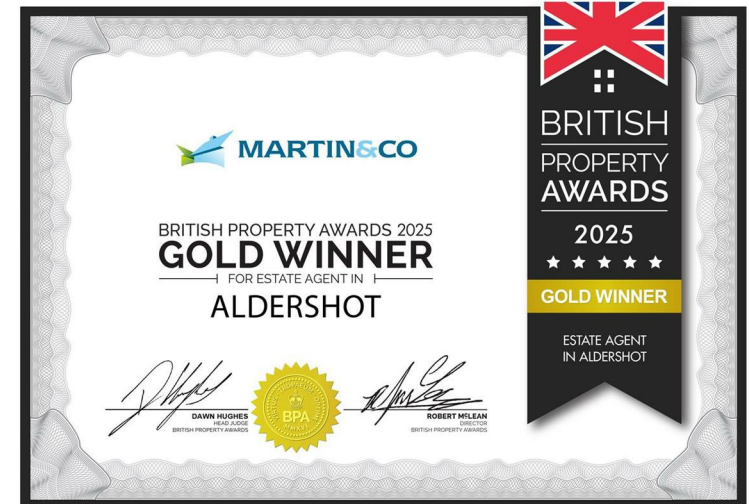 MARTIN&CO
BRITISH PROPERTY AWARDS 2025
GOLD WINNER
FOR ESTATE AGENT IN
ALDERSHOT
DAWN HUGHES
HEAD JUDGE
BRITISH PROPERTY AWARDS
BPA
ROBERT McLEAN
DIRECTOR
BRITISH PROPERTY AWARDS
BRITISH
PROPERTY
AWARDS
2025
GOLD WINNER
ESTATE AGENT
IN ALDERSHOT